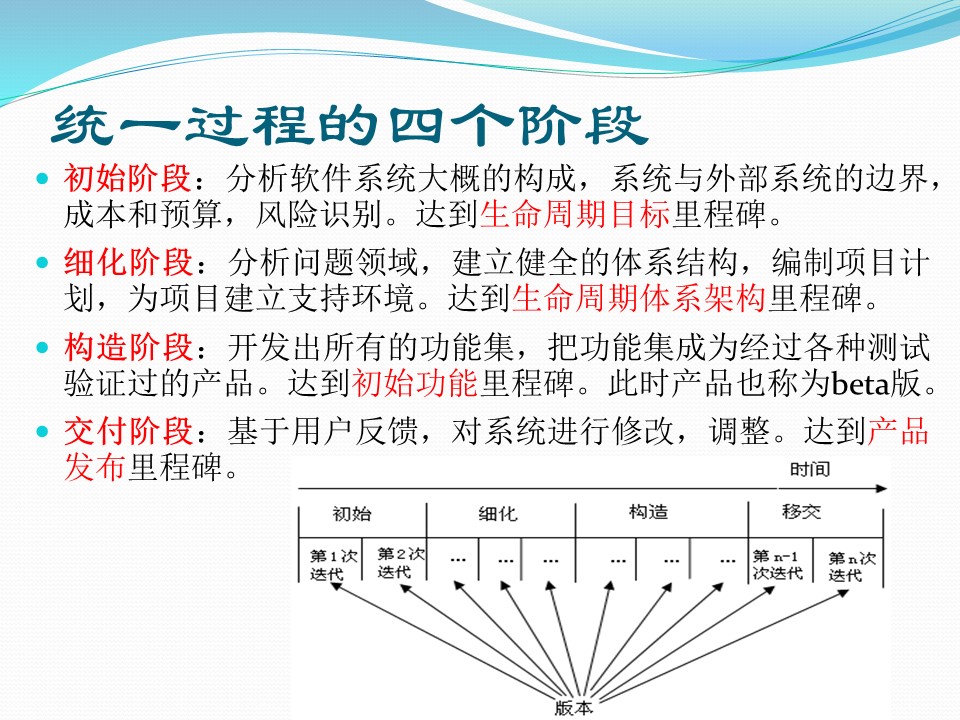 统一过程的四个阶段
初始阶段：分析软件系统大概的构成，系统与外部系统的边界，
成本和预算，风险识别。达到生命周期目标里程碑。
细化阶段：分析问题领域，建立健全的体系结构，编制项目计
划，为项目建立支持环境。达到生命周期体系架构里程碑。
构造阶段：开发出所有的功能集，把功能集成为经过各种测试
验证过的产品。达到初始功能里程碑。此时产品也称为beta版。
交付阶段：基于用户反馈，对系统进行修改，调整。达到产品
发布里程碑。
时间
初始 细化 构造 移交
第1次 第2次 ... ... ... ... ... ... 第n-1 第n次
迭代 迭代 次迭代 迭代
版本